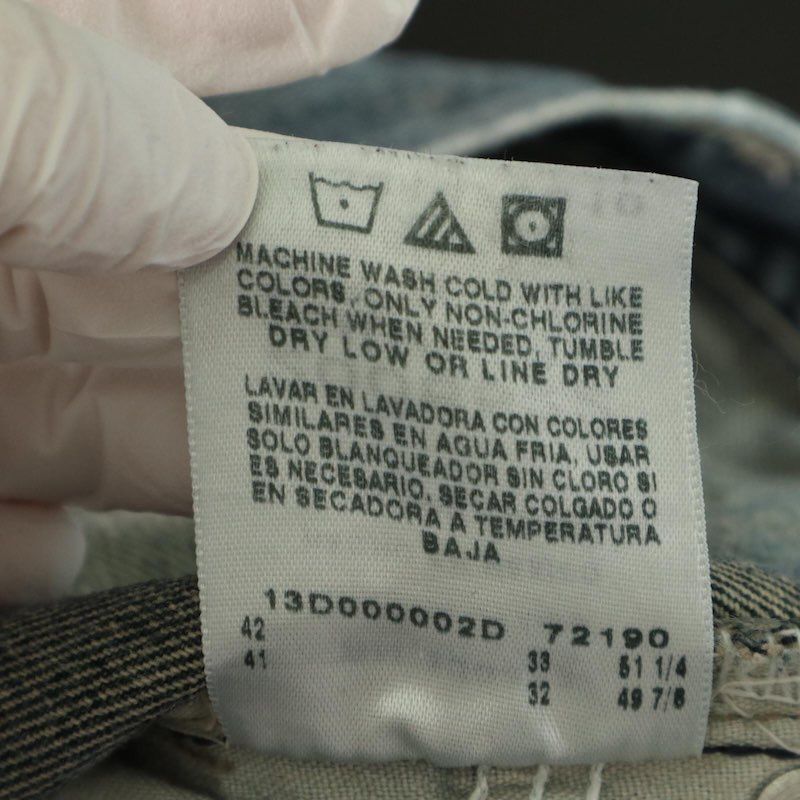 MACHINE WASH COLD WITH LIKE
COLORS, ONLY NON-CHLORINE
BLEACH WHEN NEEDED, TUMBLE
DRY LOW OR LINE DRY
LAVAR EN LAVADORA CON COLORES
SIMILARES EN AGUA FRIA, USAR
SOLO BLANQUEADOR SIN CLORO SI
ES NECESARIO, SECAR COLGADO O
EN SECADORA A TEMPERATURA
BAJA
13D000002D 72190
42 33 51 1/4
41 32 49 7/8